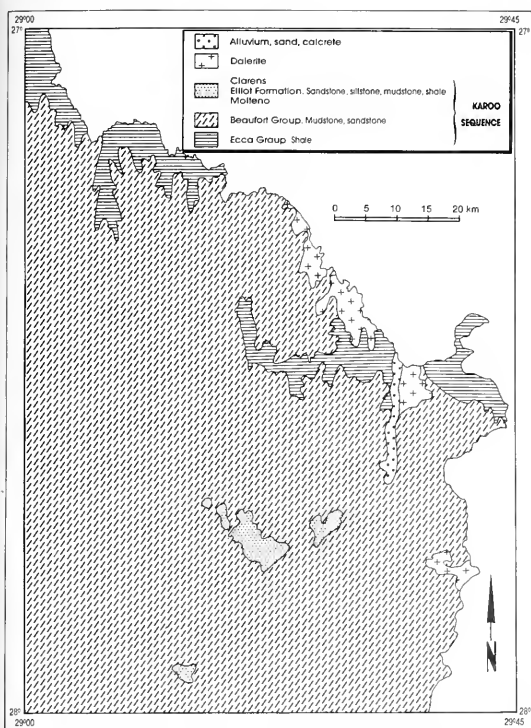 29°00
29°45
27°
27°
Alluvium, sand, calcrete
Dolerite
Clarens
Elliot Formation. Sandstone, siltstone, mudstone, shale
Molteno
KAROO
SEQUENCE
Beaufort Group. Mudstone, sandstone
Ecca Group Shale
0 5 10 15 20 km
N
28°
28°
29°00
29°45